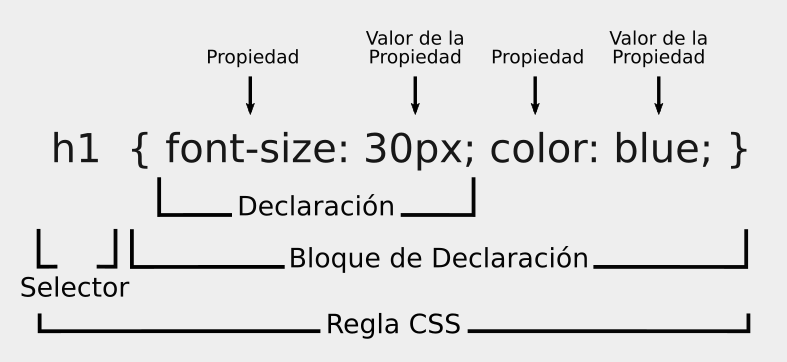 Propiedad
Valor de la
Propiedad
Propiedad
Valor de la
Propiedad
h1 { font-size: 30px; color: blue; }
Declaración
Bloque de Declaración
Selector
Regla CSS